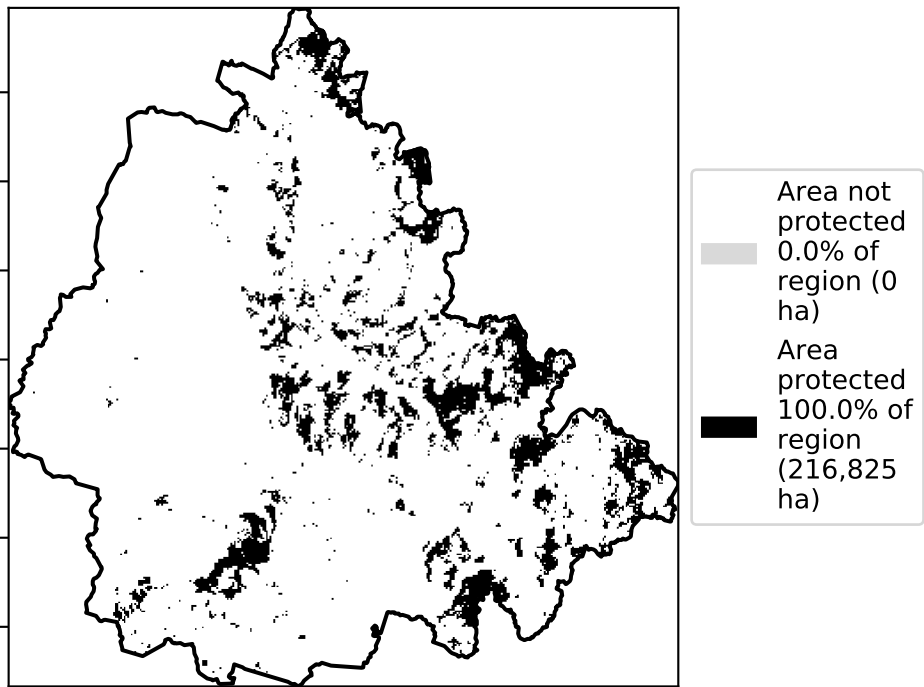 Area not
protected
0.0% of
region (0
ha)
Area
protected
100.0% of
region
(216,825
ha)